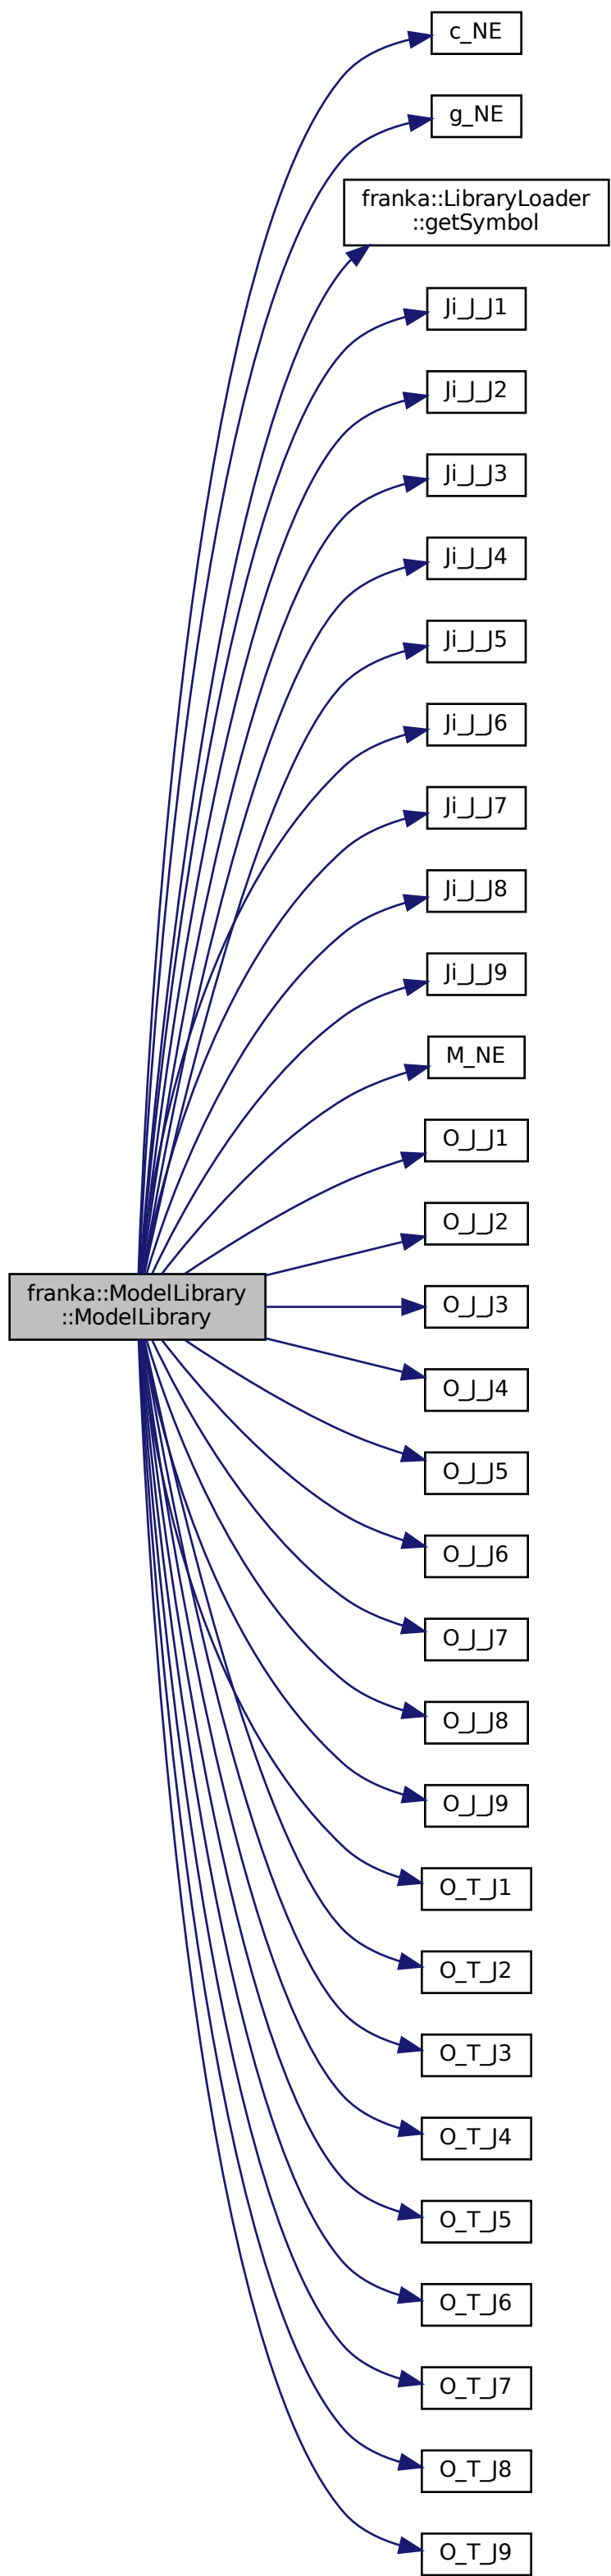 c_NE
g_NE
franka::LibraryLoader
::getSymbol
Ji_J_J1
Ji_J_J2
Ji_J_J3
Ji_J_J4
Ji_J_J5
Ji_J_J6
Ji_J_J7
Ji_J_J8
Ji_J_J9
M_NE
O_J_J1
O_J_J2
franka::ModelLibrary
::ModelLibrary
O_J_J3
O_J_J4
O_J_J5
O_J_J6
O_J_J7
O_J_J8
O_J_J9
O_T_J1
O_T_J2
O_T_J3
O_T_J4
O_T_J5
O_T_J6
O_T_J7
O_T_J8
O_T_J9